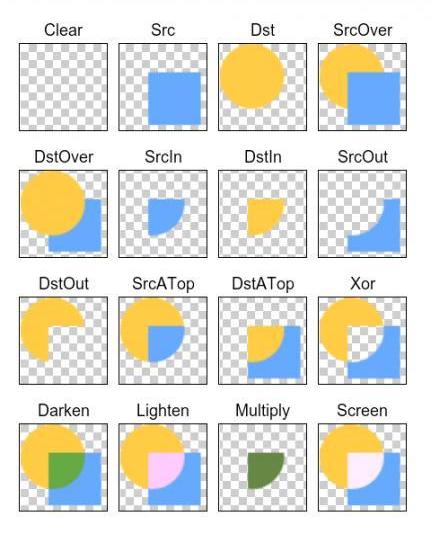 Clear Src Dst SrcOver
DstOver SrcIn DstIn SrcOut
DstOut SrcATop DstATop Xor
Darken Lighten Multiply Screen